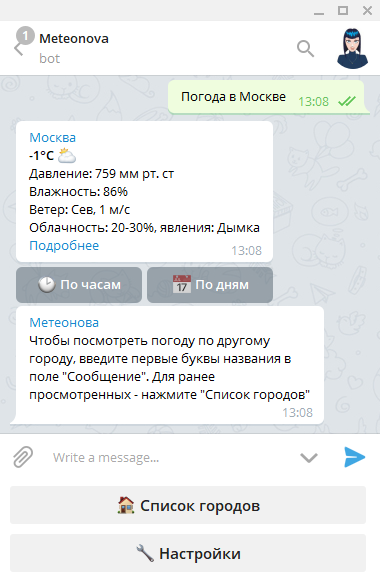 1
Meteonova
bot
Погода в Москве 13:08
Москва
-1°C
Давление: 759 мм рт. ст
Влажность: 86%
Ветер: Сев, 1 м/с
Облачность: 20-30%, явления: Дымка
Подробнее
13:08
По часам
17 По дням
Метеонова
Чтобы посмотреть погоду по другому
городу, введите первые буквы названия в
поле "Сообщение". Для ранее
просмотренных - нажмите "Список городов"
13:08
Write a message...
Список городов
Настройки